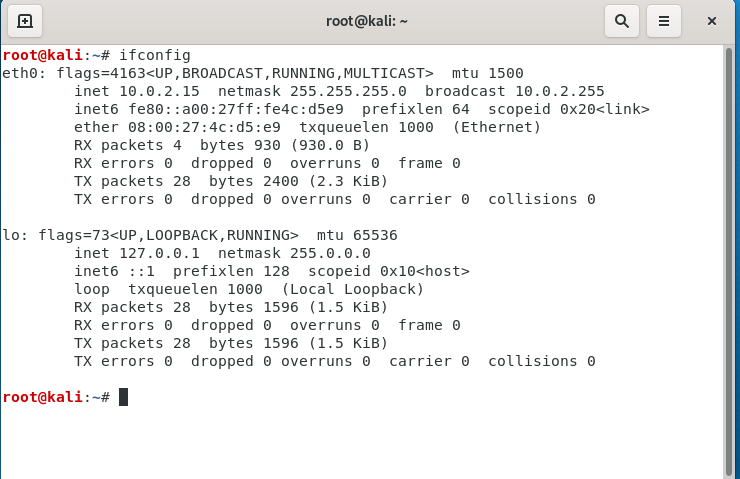 root@kali: ~
root@kali:~# ifconfig
eth0: flags=4163<UP,BROADCAST,RUNNING,MULTICAST>  mtu 1500
        inet 10.0.2.15  netmask 255.255.255.0  broadcast 10.0.2.255
        inet6 fe80::a00:27ff:fe4c:d5e9  prefixlen 64  scopeid 0x20<link>
        ether 08:00:27:4c:d5:e9  txqueuelen 1000  (Ethernet)
        RX packets 4  bytes 930 (930.0 B)
        RX errors 0  dropped 0  overruns 0  frame 0
        TX packets 28  bytes 2400 (2.3 KiB)
        TX errors 0  dropped 0 overruns 0  carrier 0  collisions 0

lo: flags=73<UP,LOOPBACK,RUNNING>  mtu 65536
        inet 127.0.0.1  netmask 255.0.0.0
        inet6 ::1  prefixlen 128  scopeid 0x10<host>
        loop  txqueuelen 1000  (Local Loopback)
        RX packets 28  bytes 1596 (1.5 KiB)
        RX errors 0  dropped 0  overruns 0  frame 0
        TX packets 28  bytes 1596 (1.5 KiB)
        TX errors 0  dropped 0 overruns 0  carrier 0  collisions 0

root@kali:~#